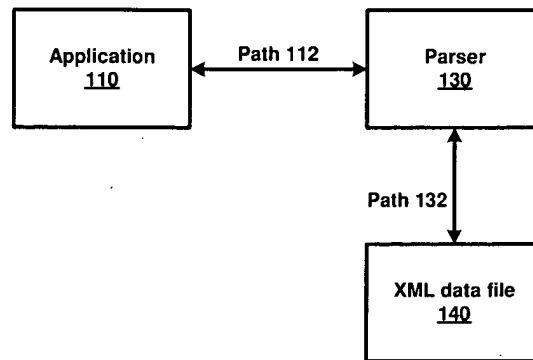 Application
110
Path 112
Parser
130
Path 132
XML data file
140